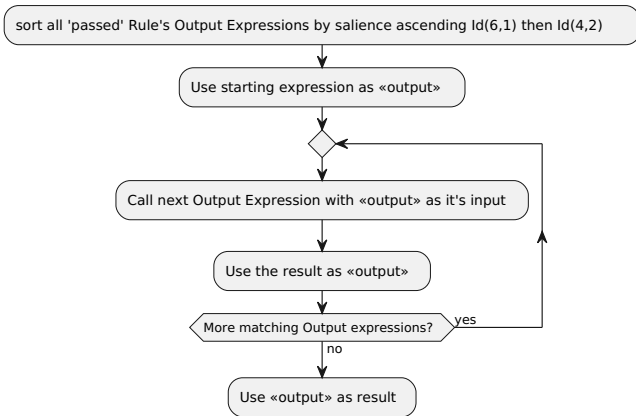 sort all 'passed' Rule's Output Expressions by salience ascending Id(6,1) then Id(4,2)
Use starting expression as «output»
Call next Output Expression with «output» as it's input
Use the result as «output»
More matching Output expressions?
yes
no
Use «output» as result